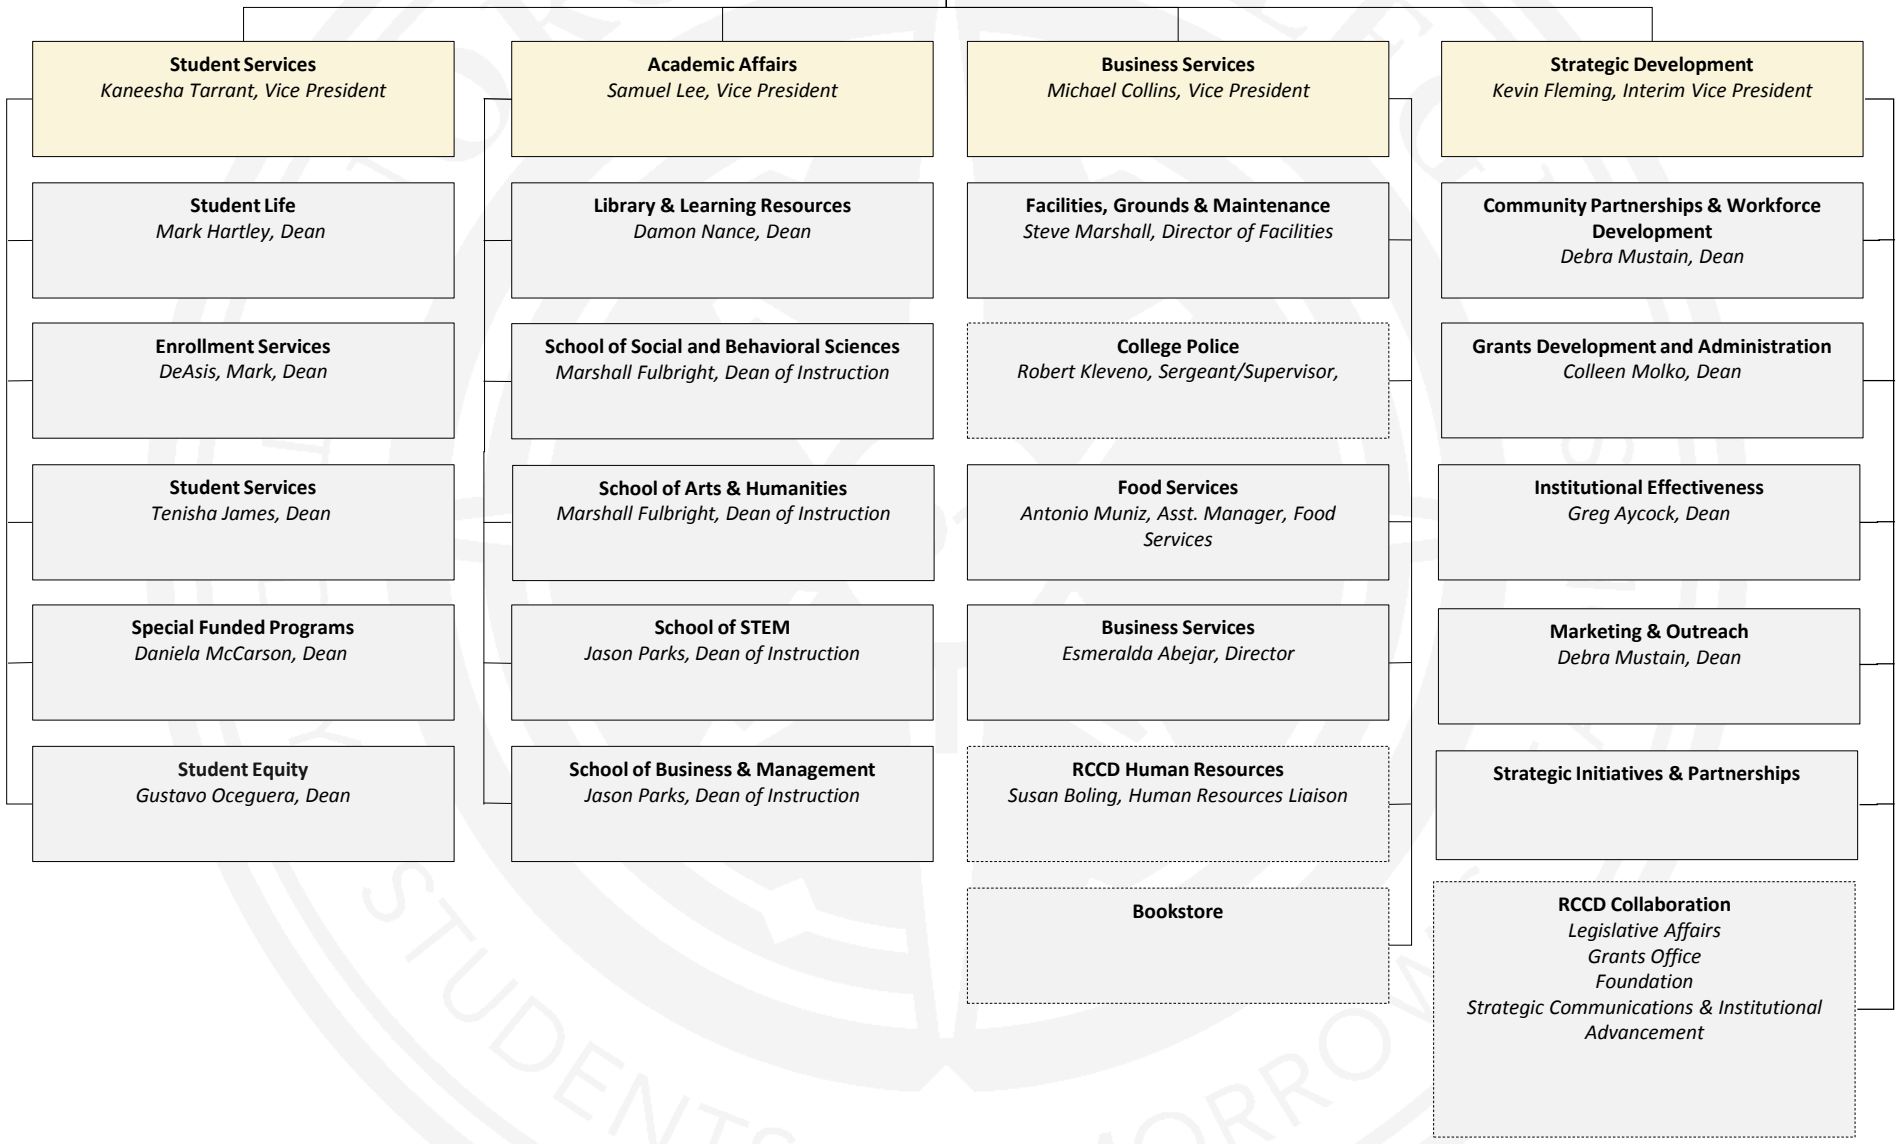 Student Services
Kaneesha Tarrant, Vice President
Student Life
Mark Hartley, Dean
Enrollment Services
DeAsis, Mark, Dean
Student Services
Tenisha James, Dean
Special Funded Programs
Daniela McCarson, Dean
Student Equity
Gustavo Oceguera, Dean
Academic Affairs
Samuel Lee, Vice President
Library & Learning Resources
Damon Nance, Dean
School of Social and Behavioral Sciences
Marshall Fulbright, Dean of Instruction
School of Arts & Humanities
Marshall Fulbright, Dean of Instruction
School of STEM
Jason Parks, Dean of Instruction
School of Business & Management
Jason Parks, Dean of Instruction
Business Services
Michael Collins, Vice President
Facilities, Grounds & Maintenance
Steve Marshall, Director of Facilities
College Police
Robert Kleveno, Sergeant/Supervisor,
Food Services
Antonio Muniz, Asst. Manager, Food
Services
Business Services
Esmeralda Abejar, Director
RCCD Human Resources
Susan Boling, Human Resources Liaison
Bookstore
Strategic Development
Kevin Fleming, Interim Vice President
Community Partnerships & Workforce
Development
Debra Mustain, Dean
Grants Development and Administration
Colleen Molko, Dean
Institutional Effectiveness
Greg Aycock, Dean
Marketing & Outreach
Debra Mustain, Dean
Strategic Initiatives & Partnerships
RCCD Collaboration
Legislative Affairs
Grants Office
Foundation
Strategic Communications & Institutional
Advancement
STUDENTS